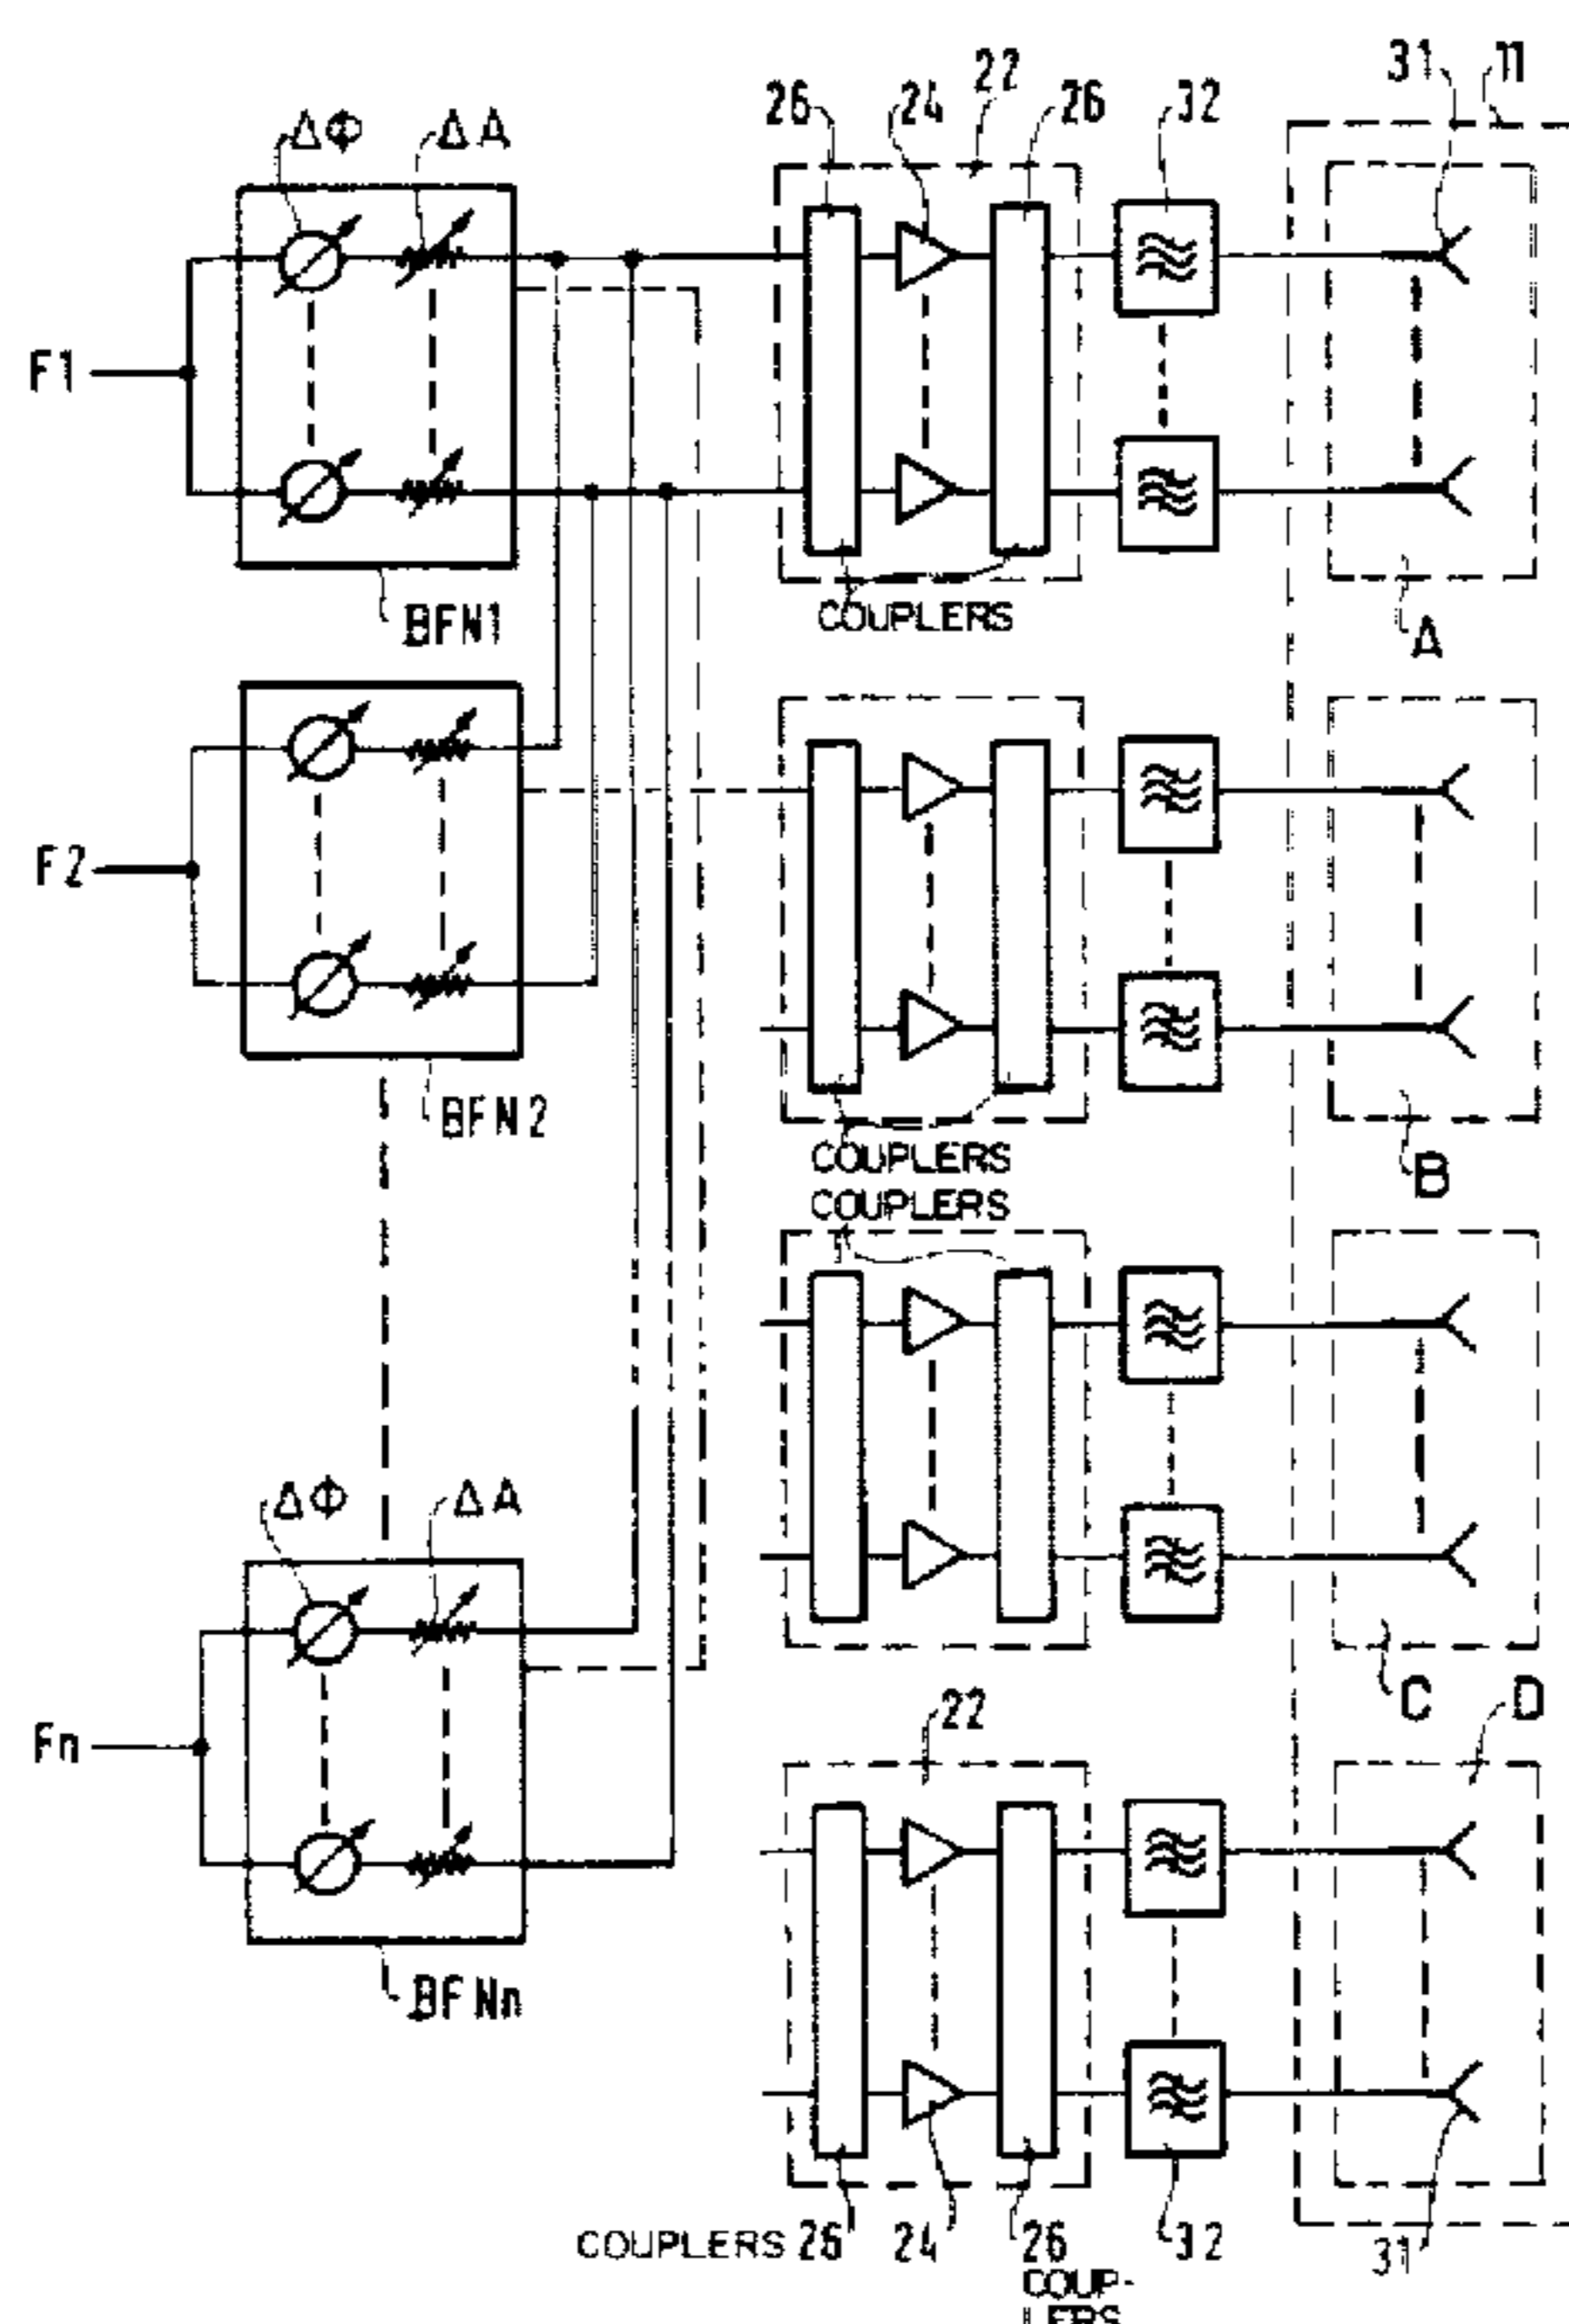 31 11
26 24 22 26 32
ΔΦ ΔA
F1
BFN1
COUPLERS
A
F2
BFN2
COUPLERS
B
COUPLERS
ΔΦ ΔA
C D
22
Fn
BFNn
COUPLERS 26 24 26 32 31
COUP-
LERS